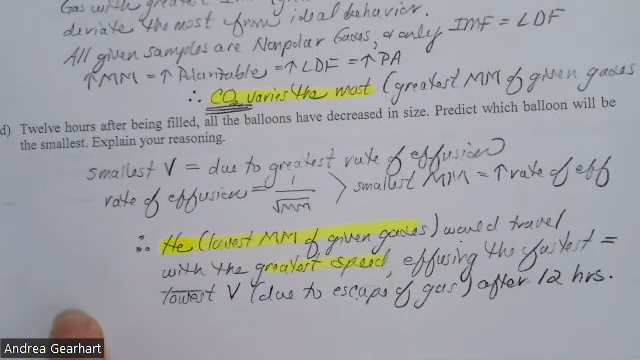 Gas with greatest
deviate the most from ideal behavior.
All given samples are Nonpolar Gases, & only IMF = LDF
↑MM = ↑Polarizable = ↑LDF = ↑PA
∴ CO₂ varies the most (greatest MM of given gases
d) Twelve hours after being filled, all the balloons have decreased in size. Predict which balloon will be
the smallest. Explain your reasoning.
smallest V = due to greatest rate of effusion
rate of effusion = 1/√MM > smallest MM = ↑rate of eff
∴ He (lowest MM of given gases) would travel
with the greatest speed, effusing the fastest =
lowest V (due to escape of gas) after 12 hrs.
Andrea Gearhart